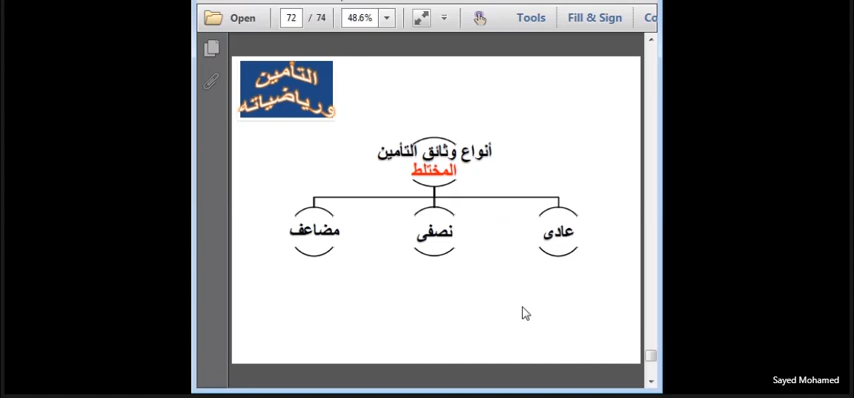 Open
72 / 74
48.6%
Tools
Fill & Sign
Co
التأمين
ورياضياته
أنواع وثائق التأمين
المختلط
عادى
نصفى
مضاعف
Sayed Mohamed